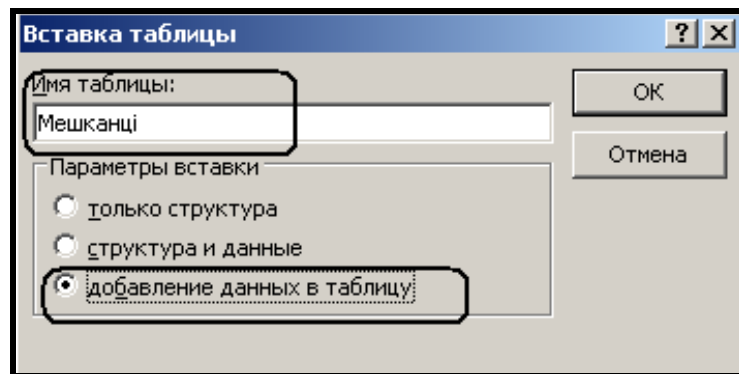 Вставка таблицы
Имя таблицы:
Мешканці
Параметры вставки
только структура
структура и данные
добавление данных в таблицу
ОК
Отмена